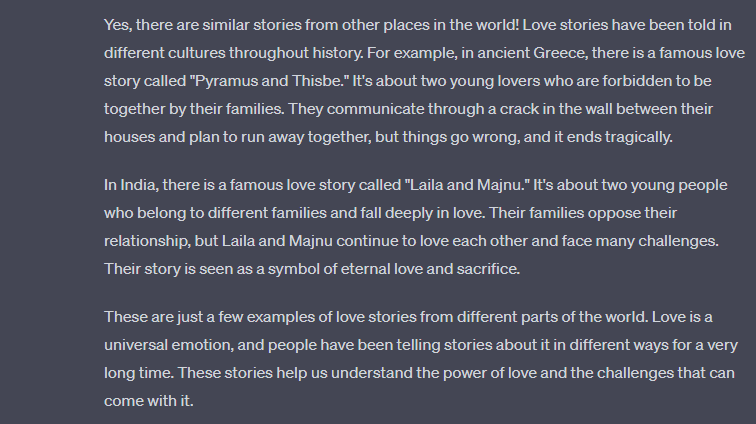 Yes, there are similar stories from other places in the world! Love stories have been told in
different cultures throughout history. For example, in ancient Greece, there is a famous love
story called "Pyramus and Thisbe." It's about two young lovers who are forbidden to be
together by their families. They communicate through a crack in the wall between their
houses and plan to run away together, but things go wrong, and it ends tragically.
In India, there is a famous love story called "Laila and Majnu." It's about two young people
who belong to different families and fall deeply in love. Their families oppose their
relationship, but Laila and Majnu continue to love each other and face many challenges.
Their story is seen as a symbol of eternal love and sacrifice.
These are just a few examples of love stories from different parts of the world. Love is a
universal emotion, and people have been telling stories about it in different ways for a very
long time. These stories help us understand the power of love and the challenges that can
come with it.